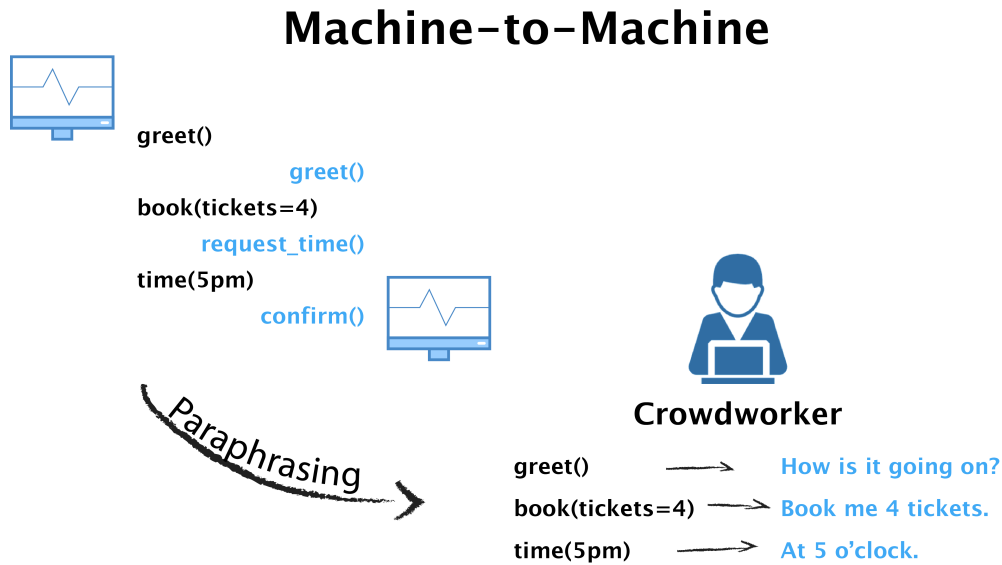 Machine-to-Machine
greet()
greet()
book(tickets=4)
request_time()
time(5pm)
confirm()
Paraphrasing
Crowdworker
greet() How is it going on?
book(tickets=4) Book me 4 tickets.
time(5pm) At 5 o’clock.